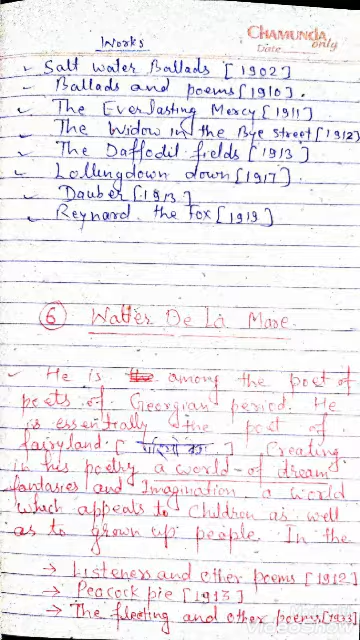 CHAMUNDA
Date only
Works
Salt water Ballads [1902]
Ballads and poems [1910].
The Everlasting Mercy [1911]
The Widow in the Bye street [1912]
The Daffodil fields [1913]
Lollingdown down [1917].
Dauber [1913]
Reynard the Fox [1919]
6 Walter De La Mare
He is among the poet of
poets of Georgian period. He
is essentially the poet of
fairyland [ ] Creating
in his poetry a world of dream
fantasies and Imagination a world
which appeals to Children as well
as to grown up people. In the
→ Listeners and other poems [1912]
→ Peacock pie [1913]
→ The fleeting and other poems [1933]